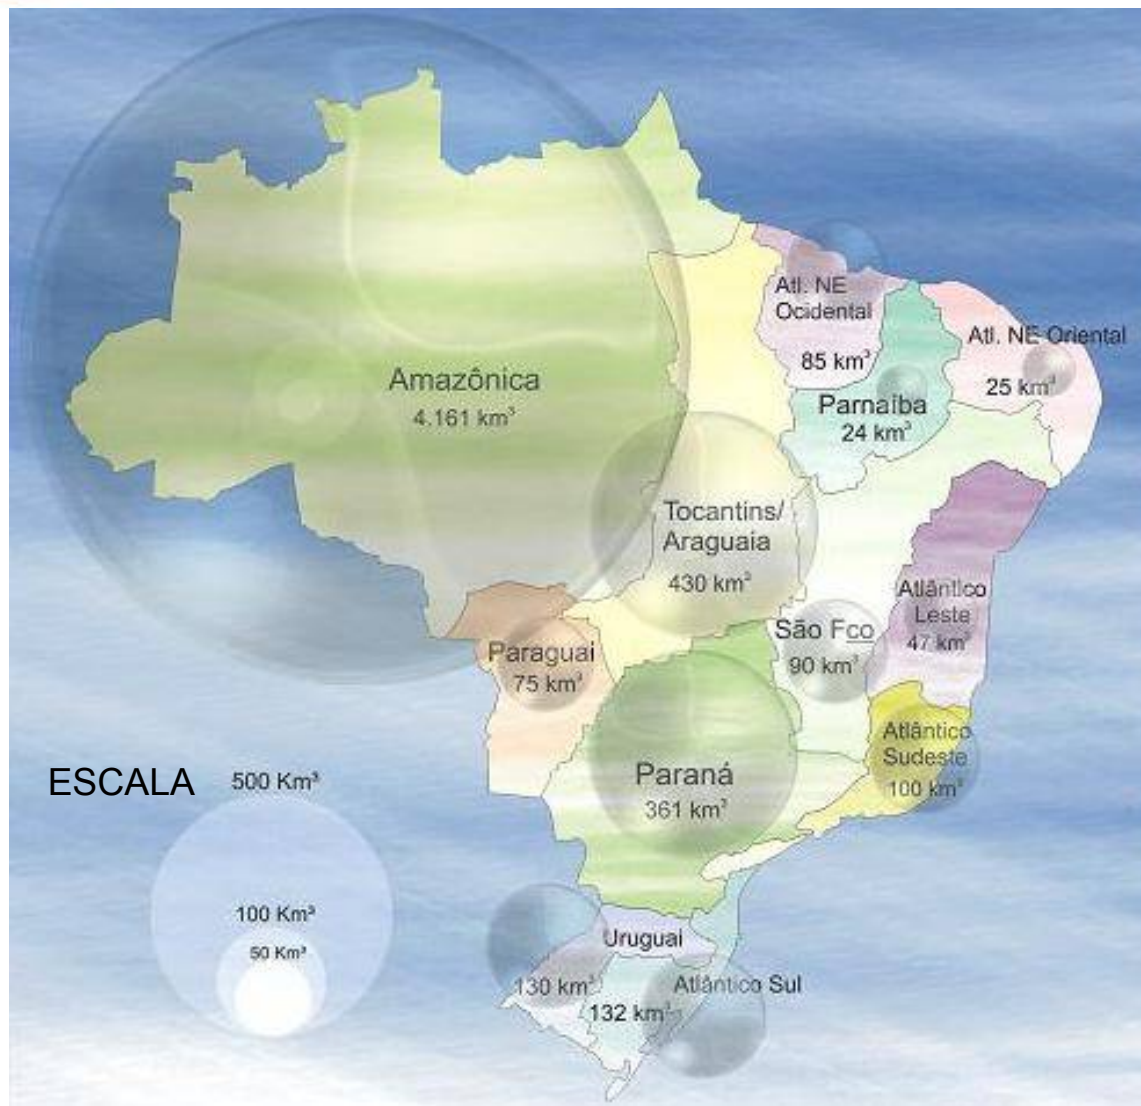 Atl. NE
Ocidental
85 km³
Atl. NE Oriental
25 km³
Parnaíba
24 km³
Amazônica
4.161 km³
Tocantins/
Araguaia
430 km³
Atlântico
Leste
47 km³
São Fco
90 km³
Paraguai
75 km³
Atlântico
Sudeste
100 km³
Paraná
361 km³
ESCALA
500 Km³
100 Km³
50 Km³
Uruguai
130 km³
Atlântico Sul
132 km³